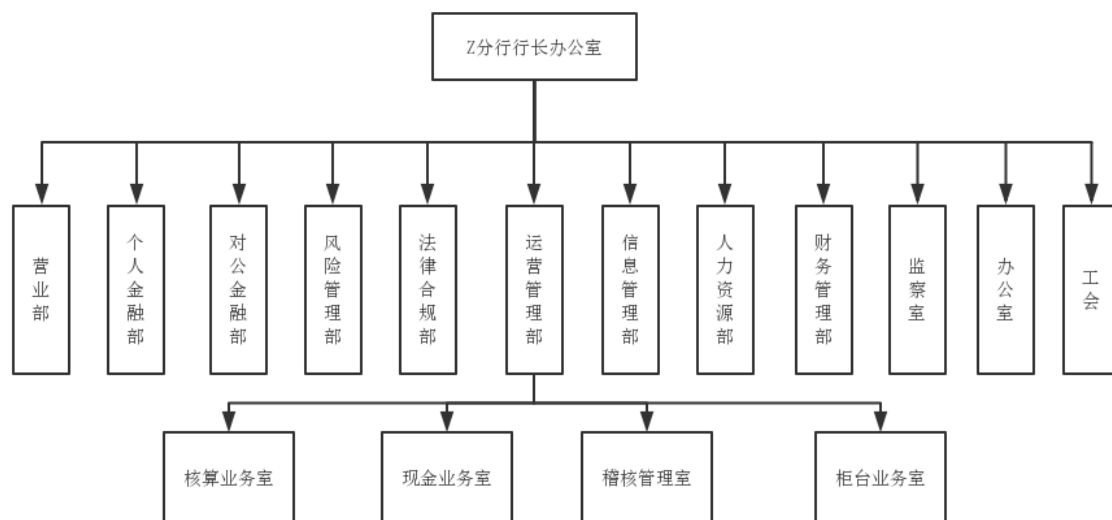 Z分行行长办公室
营业部
个人金融部
对公金融部
风险管理部
法律合规部
运营管理部
信息管理部
人力资源部
财务管理部
监察室
办公室
工会
核算业务室
现金业务室
稽核管理室
柜台业务室